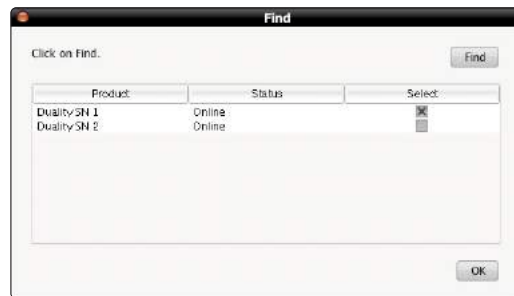 Find
Click on Find.
Find
Product Status Select
Duality SN 1 Online
Duality SN 2 Online
OK